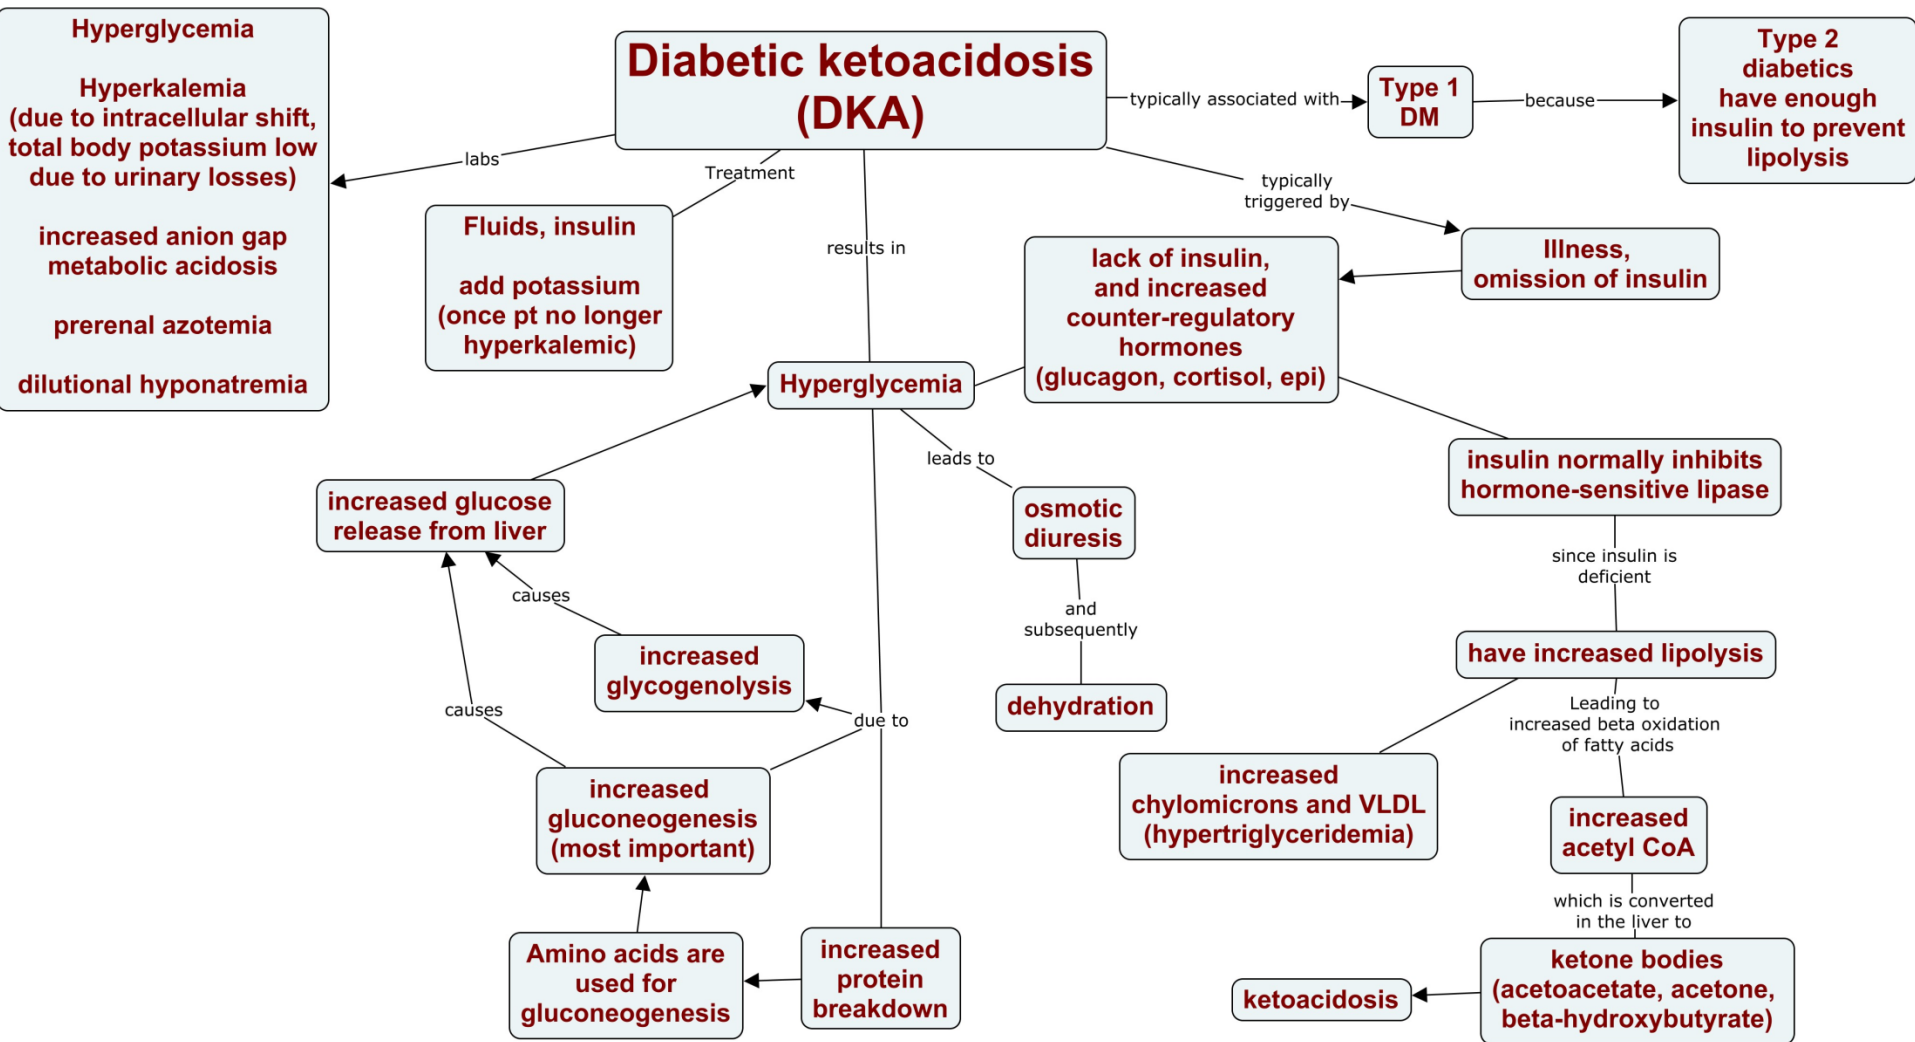 Diabetic ketoacidosis
(DKA)
labs
Hyperglycemia
Hyperkalemia
(due to intracellular shift,
total body potassium low
due to urinary losses)
increased anion gap
metabolic acidosis
prerenal azotemia
dilutional hyponatremia
Treatment
Fluids, insulin
add potassium
(once pt no longer
hyperkalemic)
typically associated with
Type 1
DM
because
Type 2
diabetics
have enough
insulin to prevent
lipolysis
typically
triggered by
Illness,
omission of insulin
lack of insulin,
and increased
counter-regulatory
hormones
(glucagon, cortisol, epi)
results in
Hyperglycemia
leads to
osmotic
diuresis
and
subsequently
dehydration
increased glucose
release from liver
causes
increased
glycogenolysis
causes
due to
increased
gluconeogenesis
(most important)
Amino acids are
used for
gluconeogenesis
increased
protein
breakdown
insulin normally inhibits
hormone-sensitive lipase
since insulin is
deficient
have increased lipolysis
increased
chylomicrons and VLDL
(hypertriglyceridemia)
Leading to
increased beta oxidation
of fatty acids
increased
acetyl CoA
which is converted
in the liver to
ketone bodies
(acetoacetate, acetone,
beta-hydroxybutyrate)
ketoacidosis